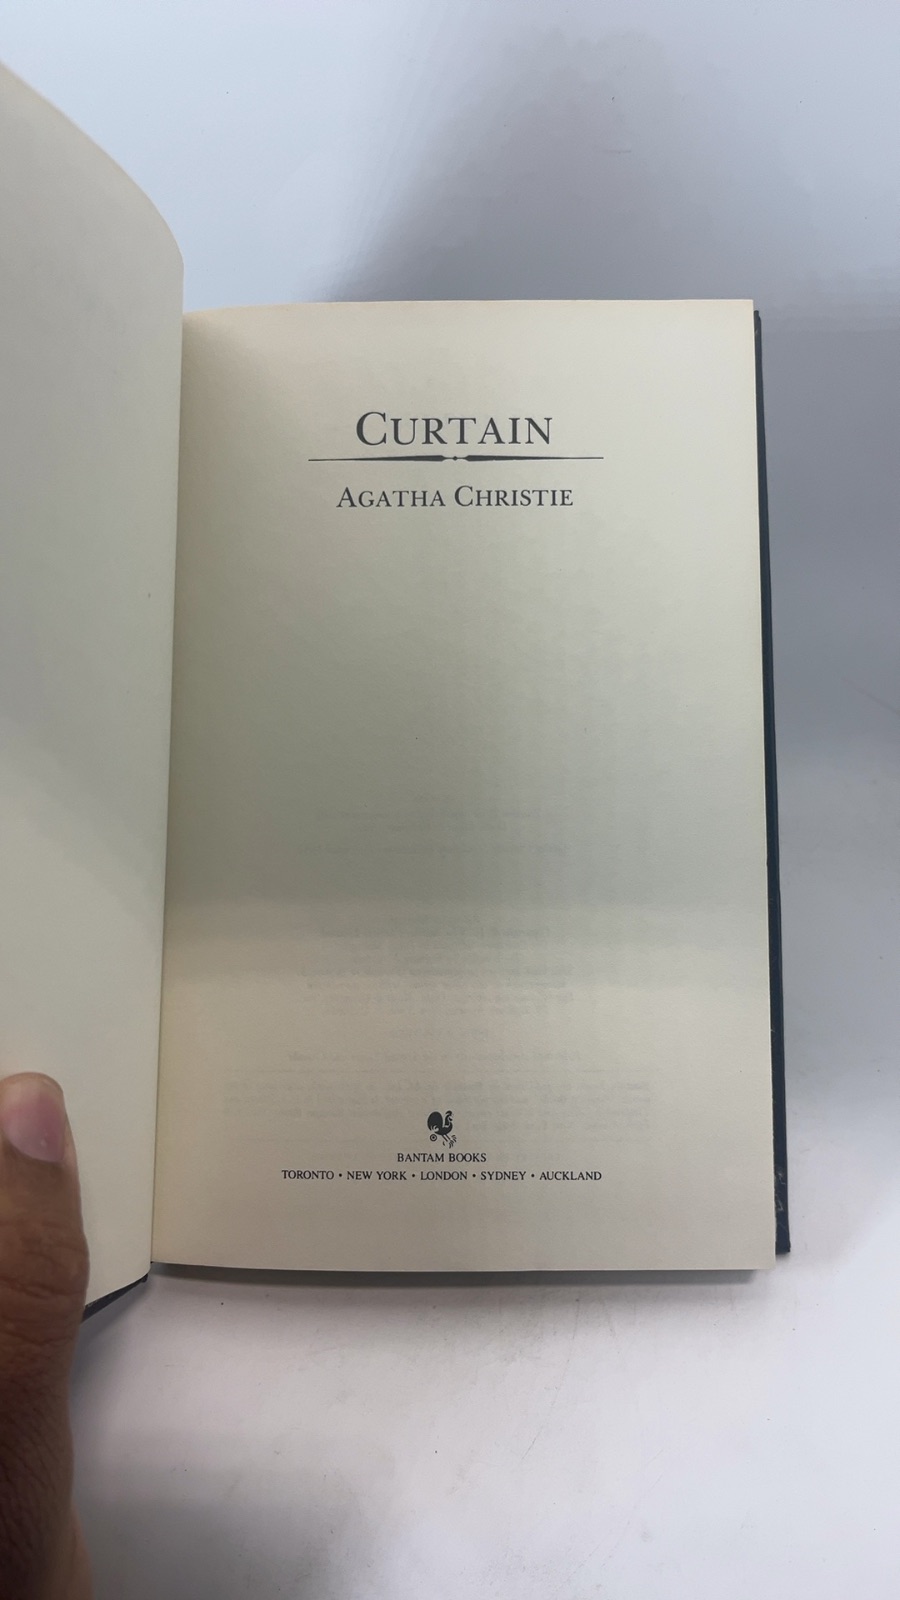 CURTAIN
AGATHA CHRISTIE
BANTAM BOOKS
TORONTO • NEW YORK • LONDON • SYDNEY • AUCKLAND